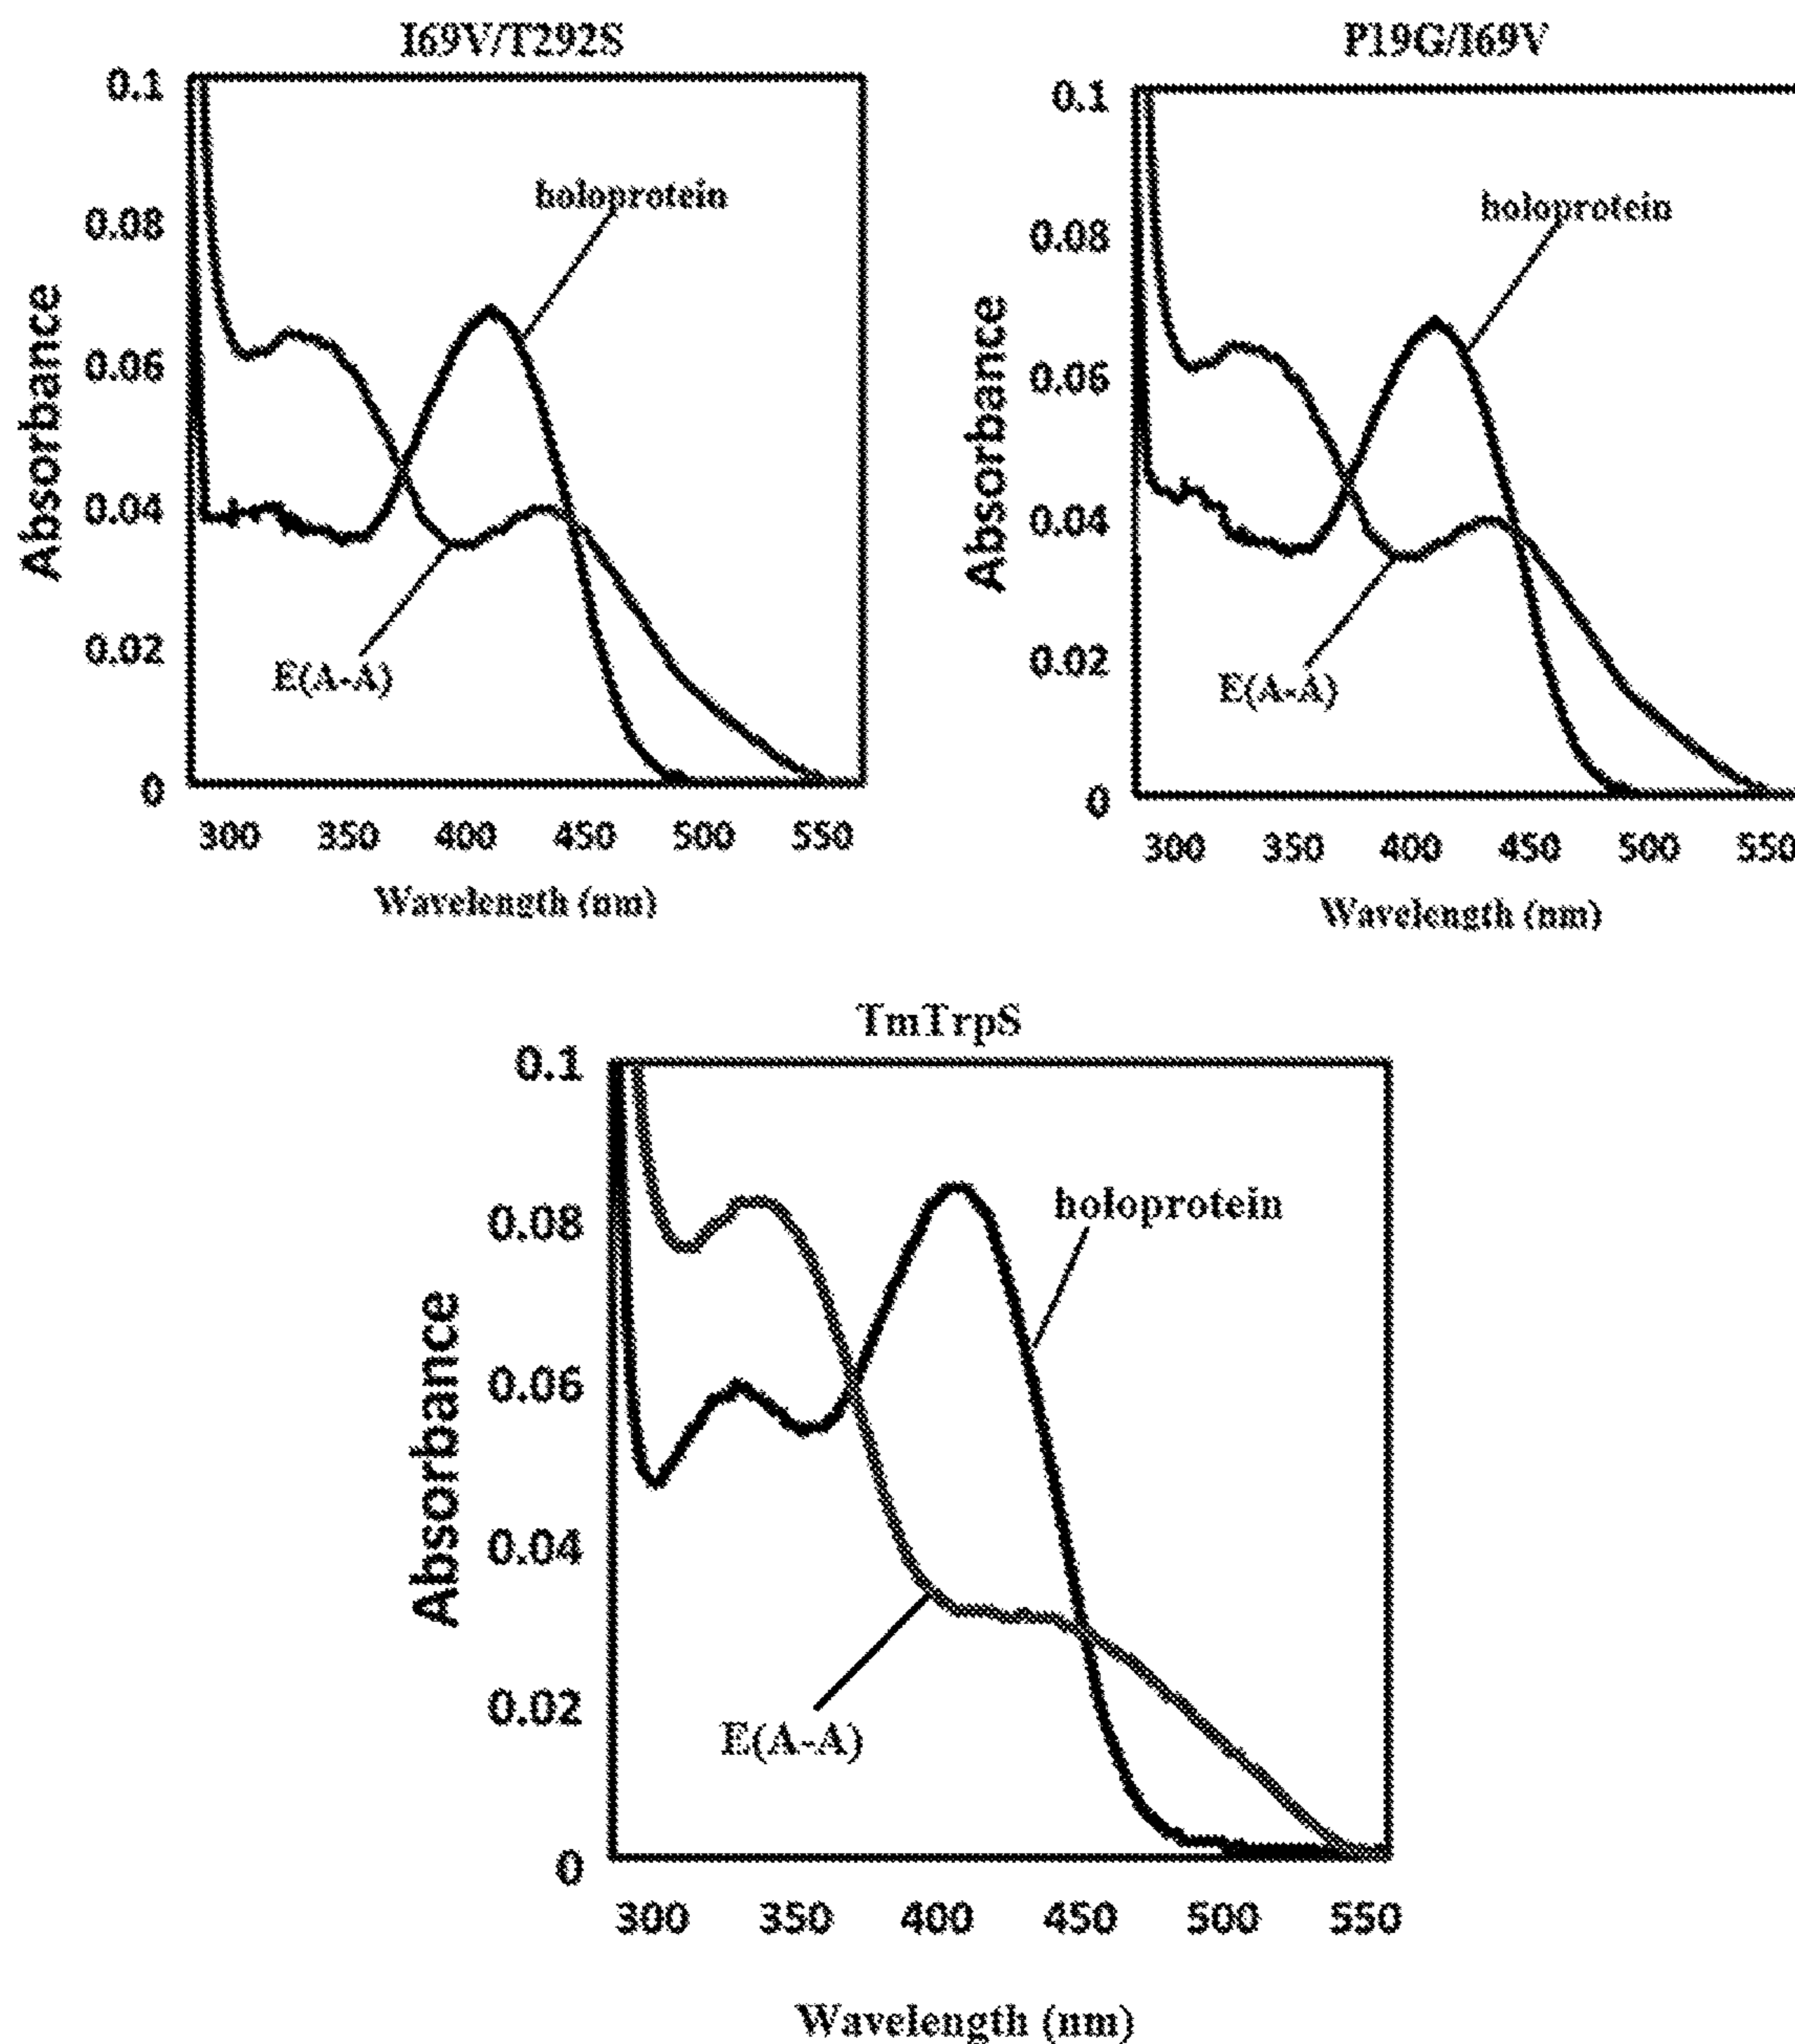 I69V/T292S
0.1
0.08
0.06
0.04
0.02
0
Absorbance
holoprotein
E(A-A)
300 350 400 450 500 550
Wavelength (nm)
P19G/I69V
0.1
0.08
0.06
0.04
0.02
0
Absorbance
holoprotein
E(A-A)
300 350 400 450 500 550
Wavelength (nm)
TmTrpS
0.1
0.08
0.06
0.04
0.02
0
Absorbance
holoprotein
E(A-A)
300 350 400 450 500 550
Wavelength (nm)